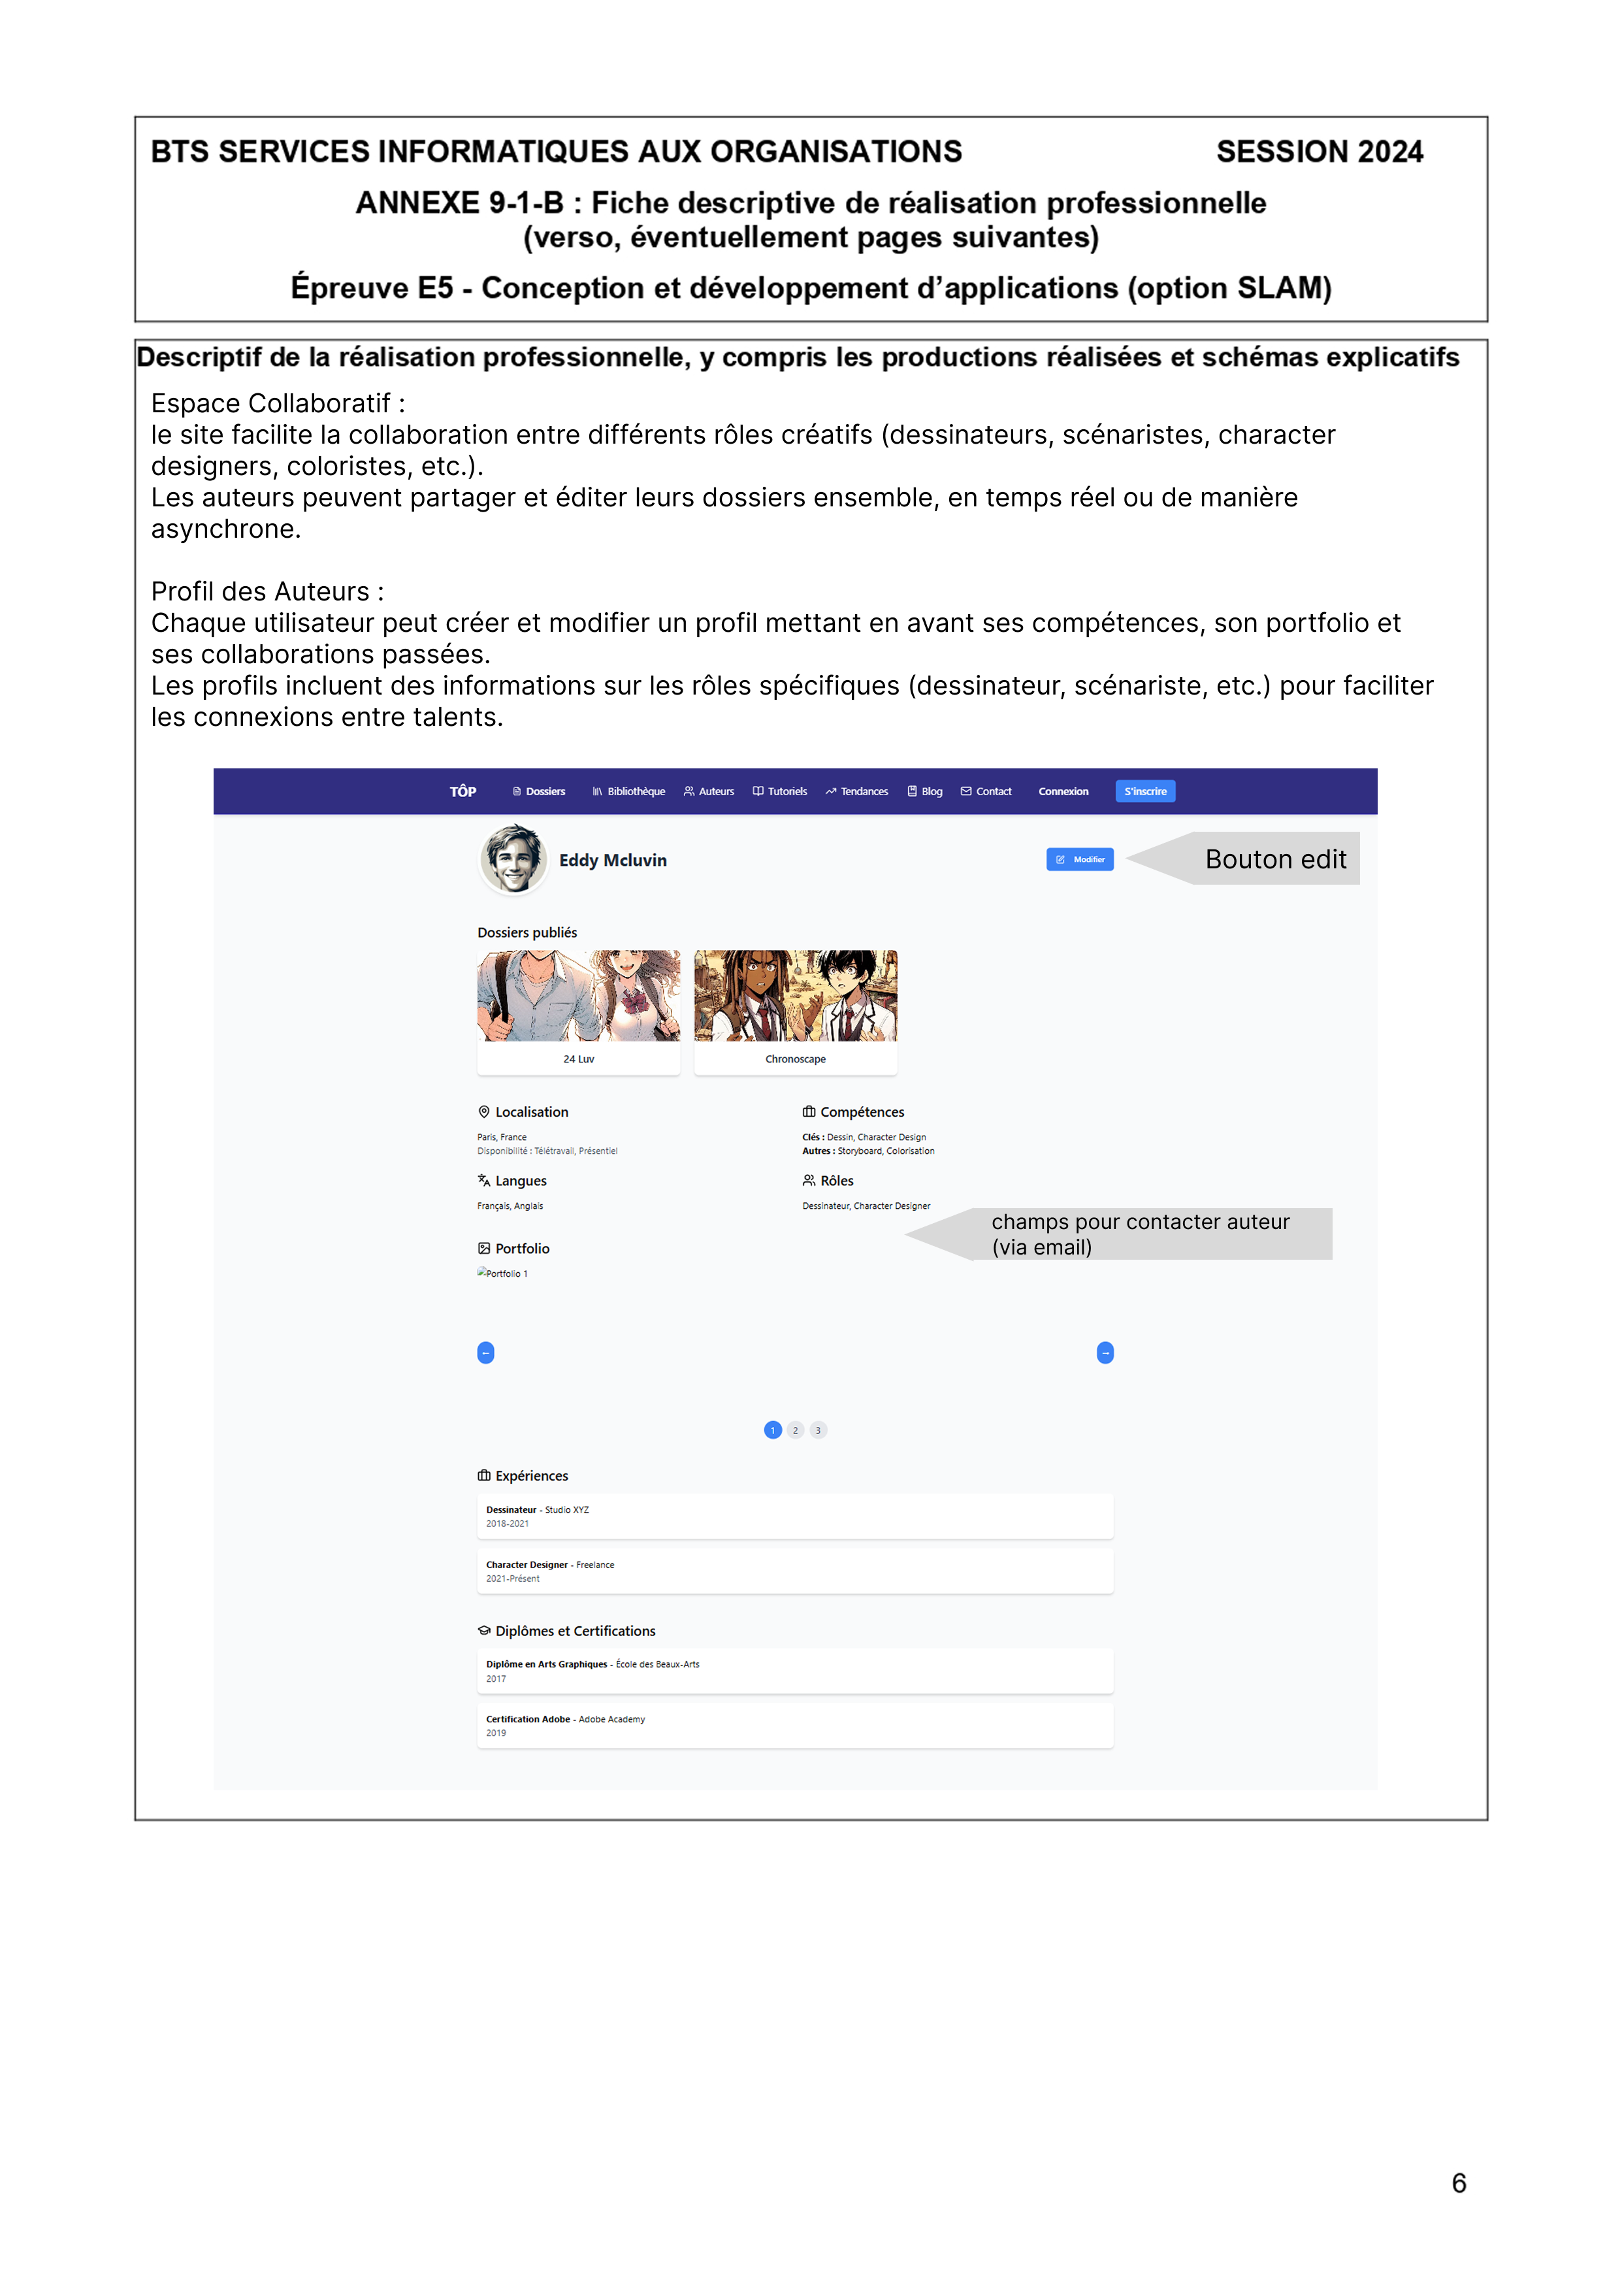 BTS SERVICES INFORMATIQUES AUX ORGANISATIONS SESSION 2024
ANNEXE 9-1-B : Fiche descriptive de réalisation professionnelle
(verso, éventuellement pages suivantes)
Épreuve E5 - Conception et développement d’applications (option SLAM)
Descriptif de la réalisation professionnelle, y compris les productions réalisées et schémas explicatifs
Espace Collaboratif :
le site facilite la collaboration entre différents rôles créatifs (dessinateurs, scénaristes, character
designers, coloristes, etc.).
Les auteurs peuvent partager et éditer leurs dossiers ensemble, en temps réel ou de manière
asynchrone.
Profil des Auteurs :
Chaque utilisateur peut créer et modifier un profil mettant en avant ses compétences, son portfolio et
ses collaborations passées.
Les profils incluent des informations sur les rôles spécifiques (dessinateur, scénariste, etc.) pour faciliter
les connexions entre talents.
TÔP Dossiers Bibliothèque Auteurs Tutoriels Tendances Blog Contact Connexion S'inscrire
Eddy Mcluvin
Modifier
Bouton edit
Dossiers publiés
24 Luv
Chronoscape
Localisation
Paris, France
Disponibilité : Télétravail, Présentiel
Compétences
Clés : Dessin, Character Design
Autres : Storyboard, Colorisation
Langues
Français, Anglais
Rôles
Dessinateur, Character Designer
champs pour contacter auteur
(via email)
Portfolio
Portfolio 1
← →
1 2 3
Expériences
Dessinateur - Studio XYZ
2018-2021
Character Designer - Freelance
2021-Présent
Diplômes et Certifications
Diplôme en Arts Graphiques - École des Beaux-Arts
2017
Certification Adobe - Adobe Academy
2019
6